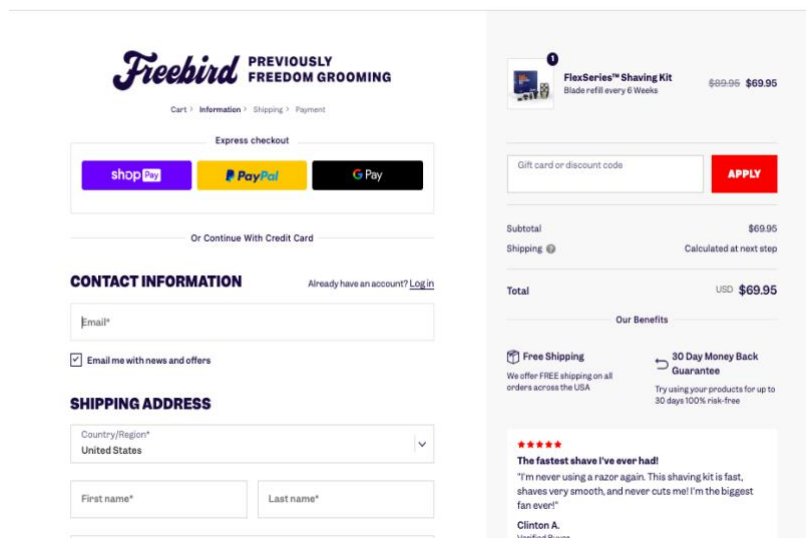 Freebird PREVIOUSLY
FREEDOM GROOMING
Cart > Information > Shipping > Payment
Express checkout
shop Pay
PayPal
G Pay
Or Continue With Credit Card
CONTACT INFORMATION
Already have an account? Log in
Email*
Email me with news and offers
SHIPPING ADDRESS
Country/Region*
United States
First name*
Last name*
1
FlexSeries™ Shaving Kit
Blade refill every 6 Weeks
$89.95 $69.95
Gift card or discount code
APPLY
Subtotal $69.95
Shipping Calculated at next step
Total USD $69.95
Our Benefits
Free Shipping
We offer FREE shipping on all
orders across the USA
30 Day Money Back
Guarantee
Try using your products for up to
30 days 100% risk-free
The fastest shave I've ever had!
"I'm never using a razor again. This shaving kit is fast,
shaves very smooth, and never cuts me! I'm the biggest
fan ever!"
Clinton A.
Verified Buyer